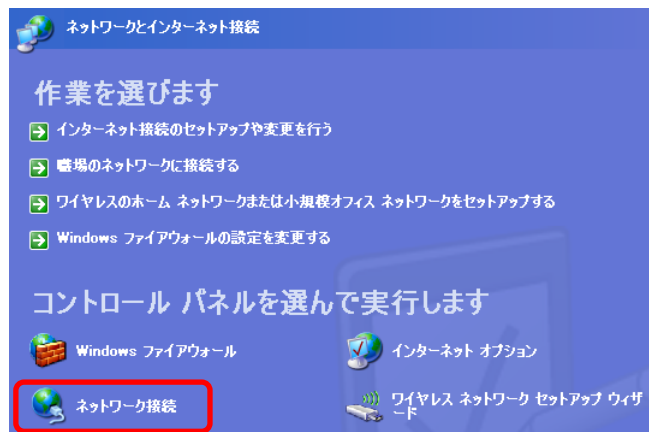 ネットワークとインターネット接続
作業を選びます
インターネット接続のセットアップや変更を行う
職場のネットワークに接続する
ワイヤレスのホーム ネットワークまたは小規模オフィス ネットワークをセットアップする
Windows ファイアウォールの設定を変更する
コントロール パネルを選んで実行します
Windows ファイアウォール
インターネット オプション
ネットワーク接続
ワイヤレス ネットワーク セットアップ ウィザ
ード